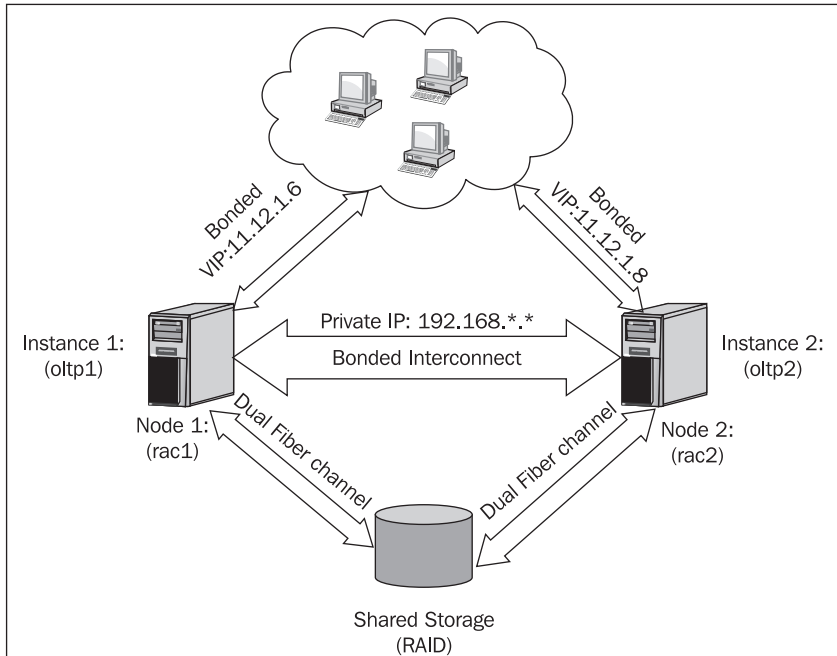 Bonded
VIP:11.12.1.6
Bonded
VIP:11.12.1.8
Private IP: 192.168.*.*
Bonded Interconnect
Instance 1:
(oltp1)
Instance 2:
(oltp2)
Node 1:
(rac1)
Node 2:
(rac2)
Dual Fiber channel
Dual Fiber channel
Shared Storage
(RAID)